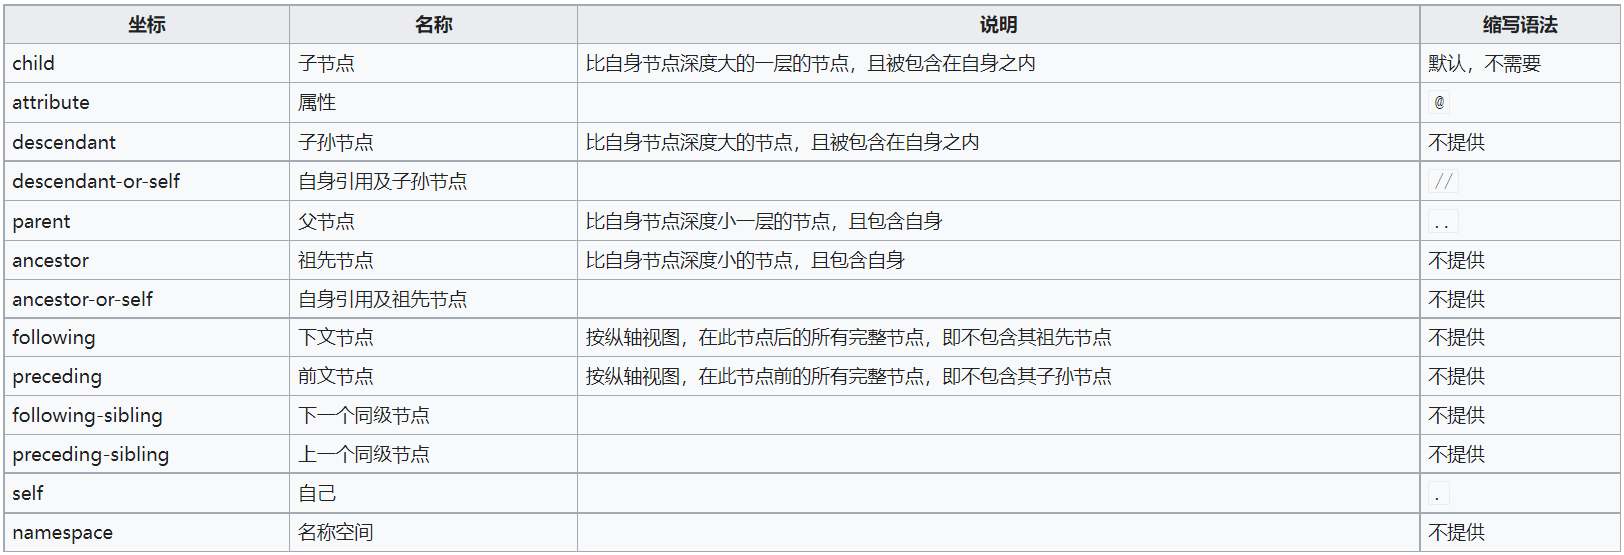 坐标 名称 说明 缩写语法
child 子节点 比自身节点深度大的一层的节点，且被包含在自身之内 默认，不需要
attribute 属性 @
descendant 子孙节点 比自身节点深度大的节点，且被包含在自身之内 不提供
descendant-or-self 自身引用及子孙节点 //
parent 父节点 比自身节点深度小一层的节点，且包含自身 ..
ancestor 祖先节点 比自身节点深度小的节点，且包含自身 不提供
ancestor-or-self 自身引用及祖先节点 不提供
following 下文节点 按纵轴视图，在此节点后的所有完整节点，即不包含其祖先节点 不提供
preceding 前文节点 按纵轴视图，在此节点前的所有完整节点，即不包含其子孙节点 不提供
following-sibling 下一个同级节点 不提供
preceding-sibling 上一个同级节点 不提供
self 自己 .
namespace 名称空间 不提供